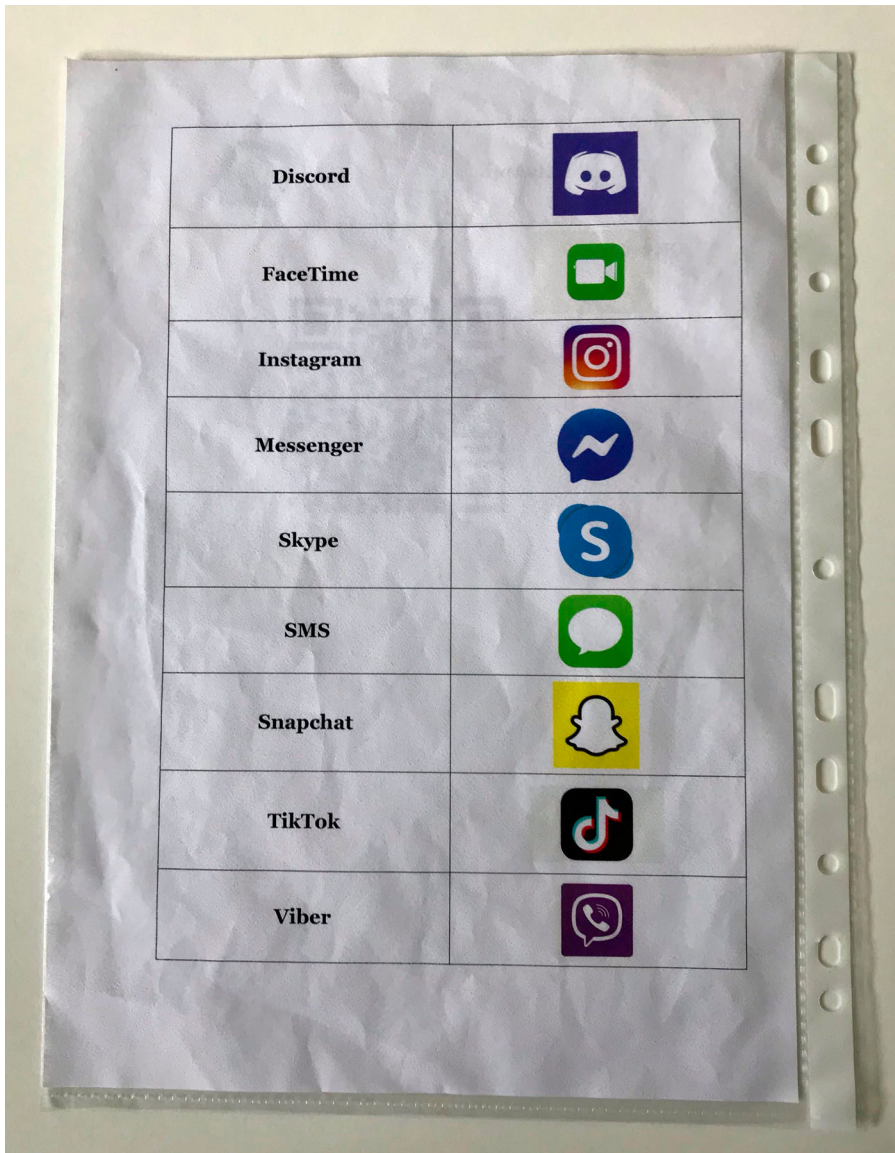 Discord
FaceTime
Instagram
Messenger
Skype
S
SMS
Snapchat
TikTok
Viber